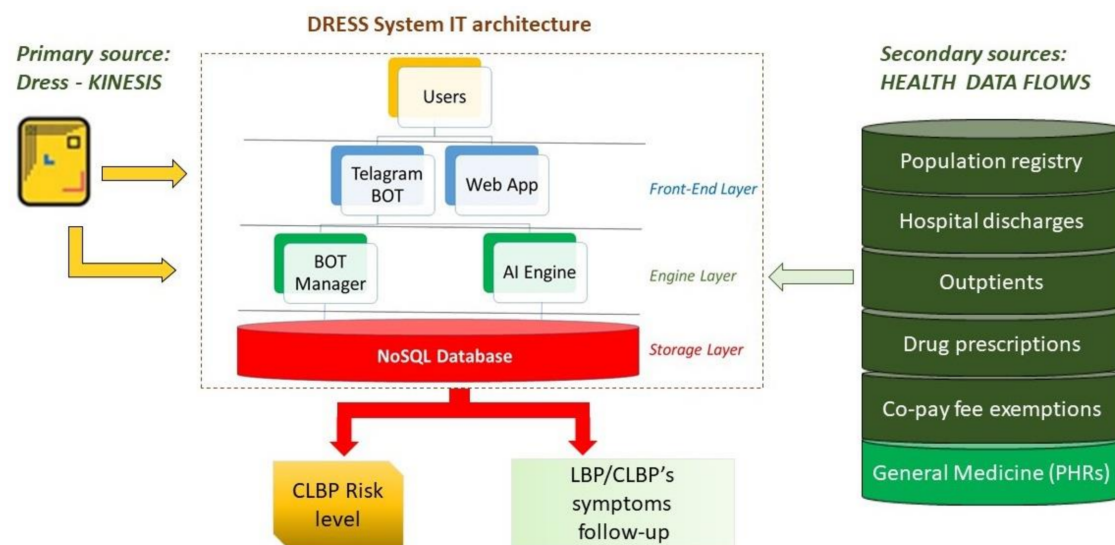 DRESS System IT architecture
Primary source:
Dress - KINESIS
Secondary sources:
HEALTH DATA FLOWS
Users
Telagram
BOT
Web App
Front-End Layer
BOT
Manager
AI Engine
Engine Layer
NoSQL Database
Storage Layer
CLBP Risk
level
LBP/CLBP's
symptoms
follow-up
Population registry
Hospital discharges
Outptients
Drug prescriptions
Co-pay fee exemptions
General Medicine (PHRs)